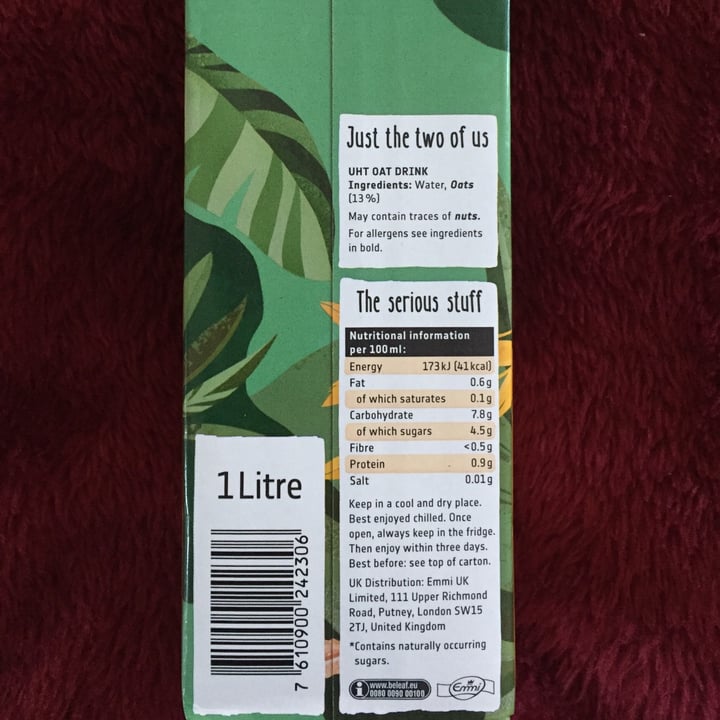 Just the two of us
UHT OAT DRINK
Ingredients: Water, Oats
(13%)
May contain traces of nuts.
For allergens see ingredients
in bold.
The serious stuff
Nutritional information
per 100ml:
Energy 173kJ (41kcal)
Fat 0.6g
of which saturates 0.1g
Carbohydrate 7.8g
of which sugars 4.5g
Fibre <0.5g
Protein 0.9g
Salt 0.01g
Keep in a cool and dry place.
Best enjoyed chilled. Once
open, always keep in the fridge.
Then enjoy within three days.
Best before: see top of carton.
UK Distribution: Emmi UK
Limited, 111 Upper Richmond
Road, Putney, London SW15
2TJ, United Kingdom
*Contains naturally occurring
sugars.
www.beleaf.eu
0080 0090 00100
Emmi
1 Litre
7 610900 242306